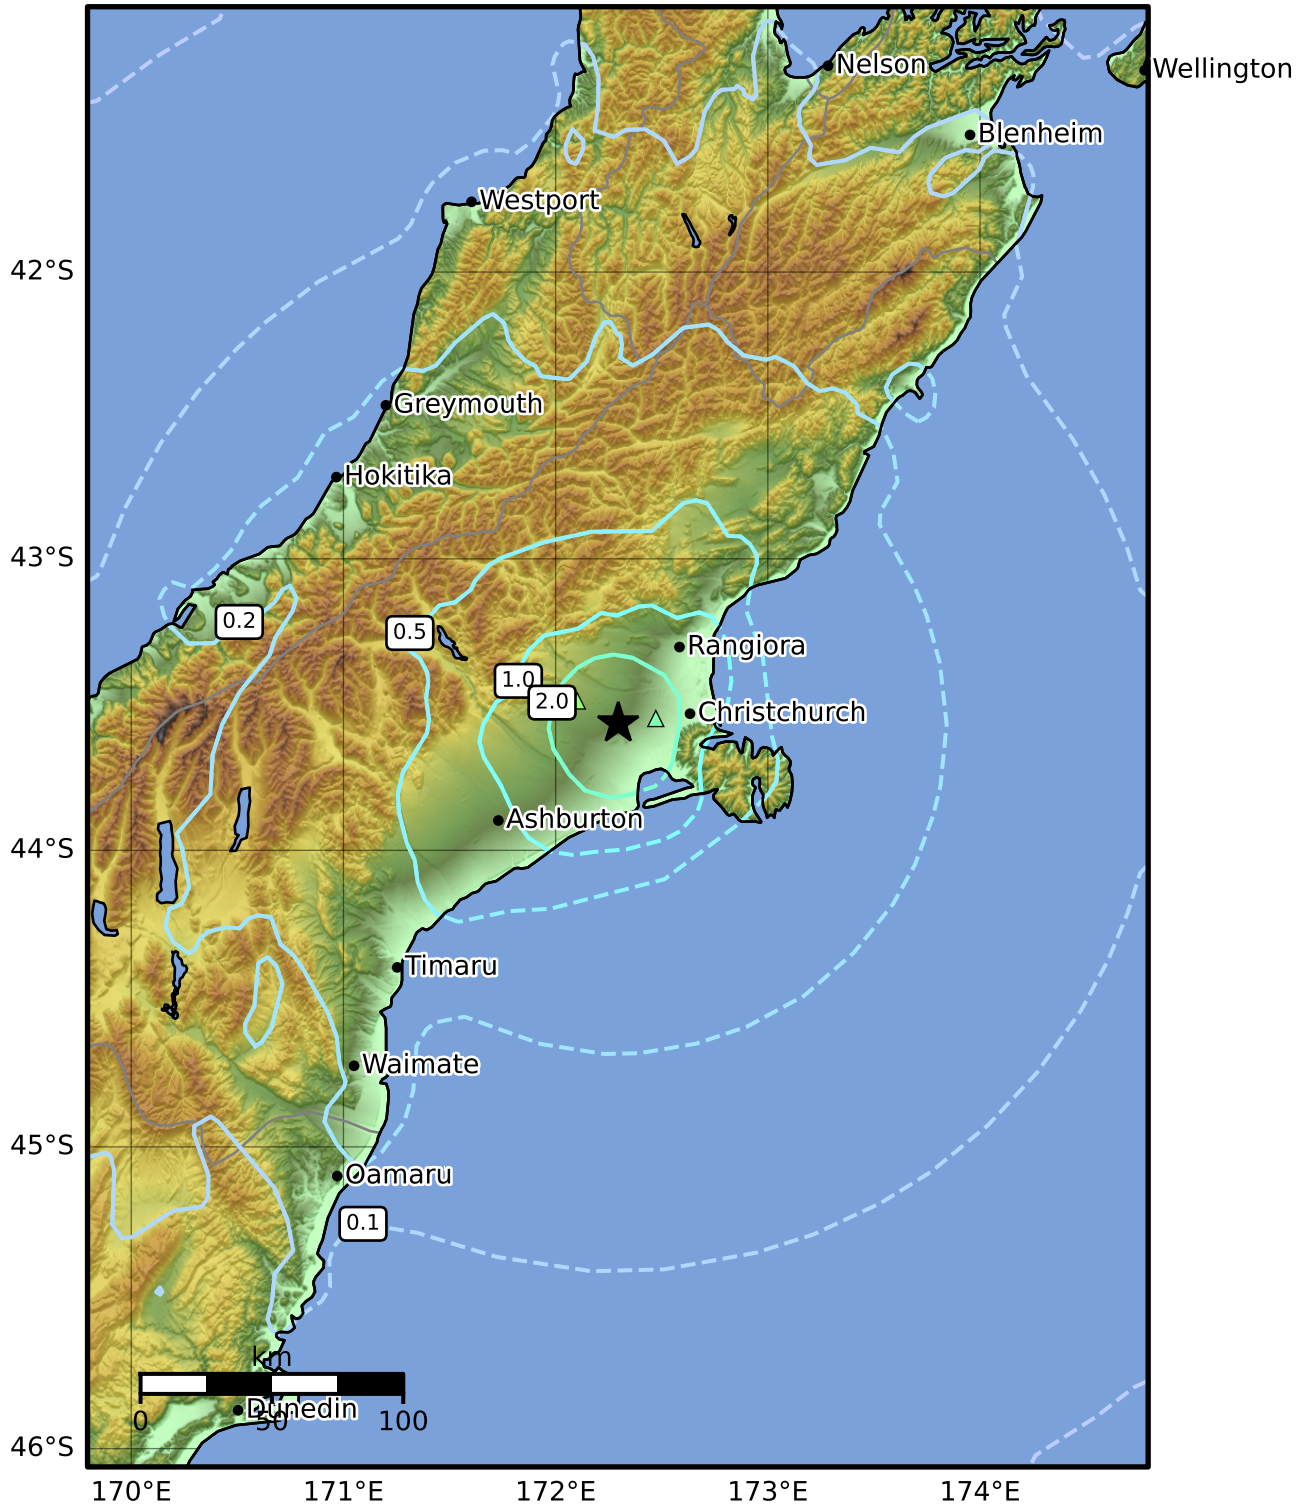 Nelson
Wellington
Blenheim
Westport
42°S
Greymouth
Hokitika
43°S
0.2
0.5
Rangiora
1.0
2.0
Christchurch
Ashburton
44°S
Timaru
Waimate
45°S
Oamaru
0.1
km
Dunedin
0
50
100
46°S
170°E
171°E
172°E
173°E
174°E